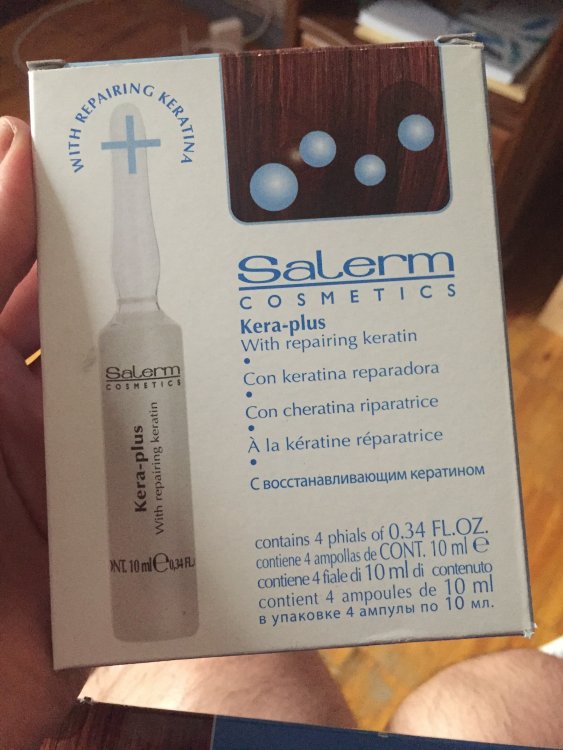 WITH REPAIRING KERATINA
Salerm
COSMETICS
Kera-plus
With repairing keratin
Con keratina reparadora
Con cheratina riparatrice
À la kératine réparatrice
С восстанавливающим кератином
contains 4 phials of 0.34 FL.OZ.
contiene 4 ampollas de CONT. 10 ml ℮
contiene 4 fiale di 10 ml di contenuto
contient 4 ampoules de 10 ml
в упаковке 4 ампулы по 10 мл.
Salerm
COSMETICS
Kera-plus
With repairing keratin
ONT. 10 ml ℮ 0,34 FL